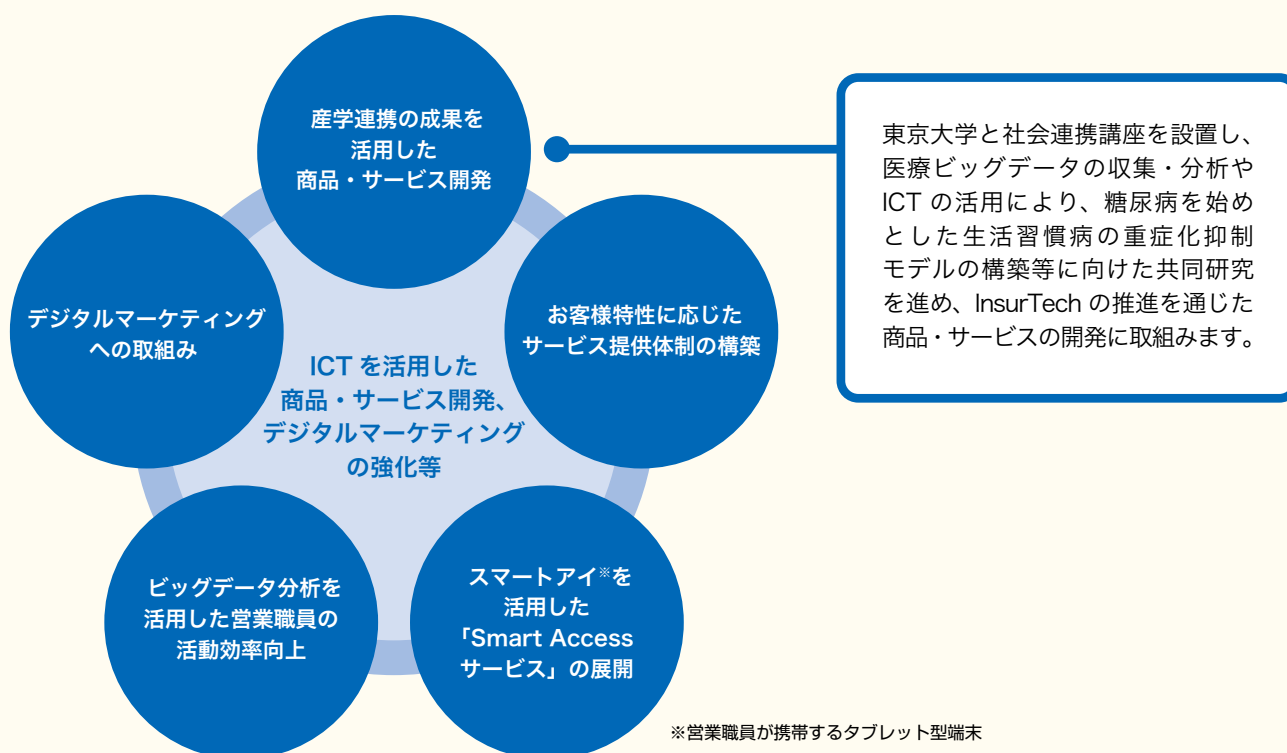 産学連携の成果を
活用した
商品・サービス開発
東京大学と社会連携講座を設置し、
医療ビッグデータの収集・分析や
ICT の活用により、糖尿病を始め
とした生活習慣病の重症化抑制
モデルの構築等に向けた共同研究
を進め、InsurTech の推進を通じた
商品・サービスの開発に取組みます。
デジタルマーケティング
への取組み
お客様特性に応じた
サービス提供体制の構築
ICT を活用した
商品・サービス開発、
デジタルマーケティング
の強化等
ビッグデータ分析を
活用した営業職員の
活動効率向上
スマートアイ※を
活用した
「Smart Access
サービス」の展開
※営業職員が携帯するタブレット型端末